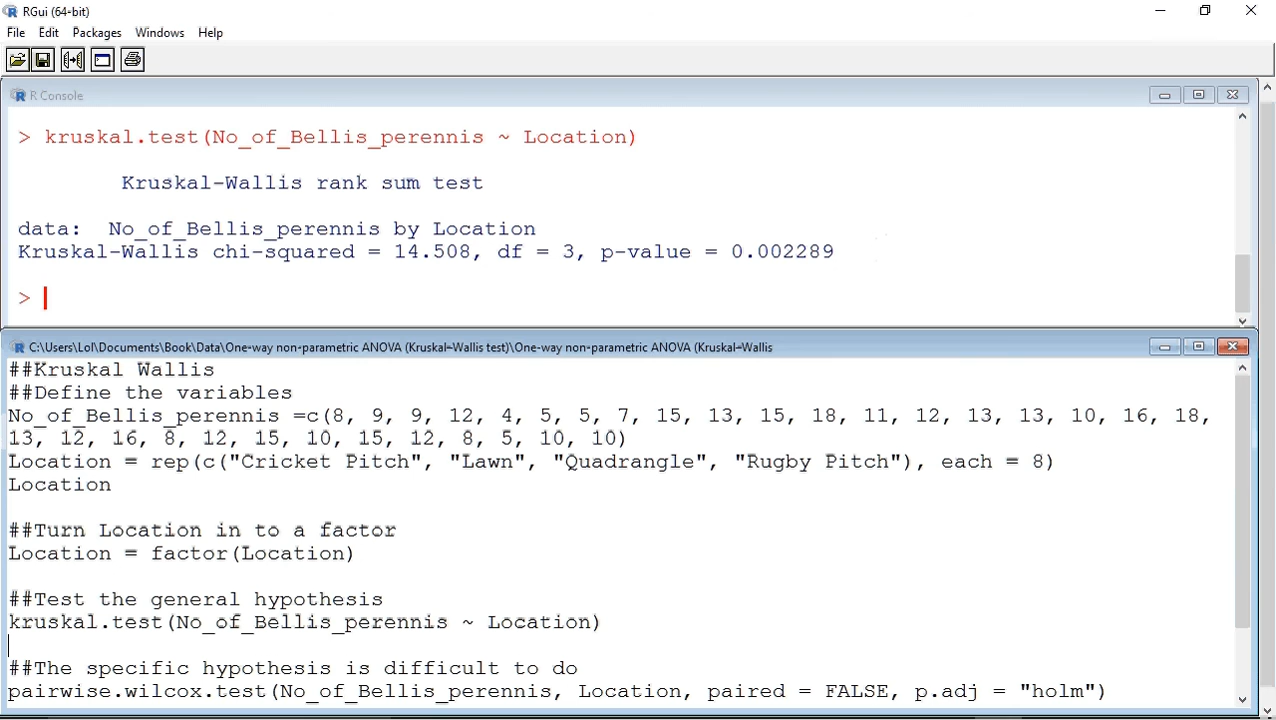 RGui (64-bit)
File Edit Packages Windows Help
R Console
> kruskal.test(No_of_Bellis_perennis ~ Location)
Kruskal-Wallis rank sum test
data:  No_of_Bellis_perennis by Location
Kruskal-Wallis chi-squared = 14.508, df = 3, p-value = 0.002289
>
C:\Users\Lol\Documents\Book\Data\One-way non-parametric ANOVA (Kruskal-Wallis test)\One-way non-parametric ANOVA (Kruskal-Wallis
##Kruskal Wallis
##Define the variables
No_of_Bellis_perennis =c(8, 9, 9, 12, 4, 5, 5, 7, 15, 13, 15, 18, 11, 12, 13, 13, 10, 16, 18,
13, 12, 16, 8, 12, 15, 10, 15, 12, 8, 5, 10, 10)
Location = rep(c("Cricket Pitch", "Lawn", "Quadrangle", "Rugby Pitch"), each = 8)
Location
##Turn Location in to a factor
Location = factor(Location)
##Test the general hypothesis
kruskal.test(No_of_Bellis_perennis ~ Location)
##The specific hypothesis is difficult to do
pairwise.wilcox.test(No_of_Bellis_perennis, Location, paired = FALSE, p.adj = "holm")